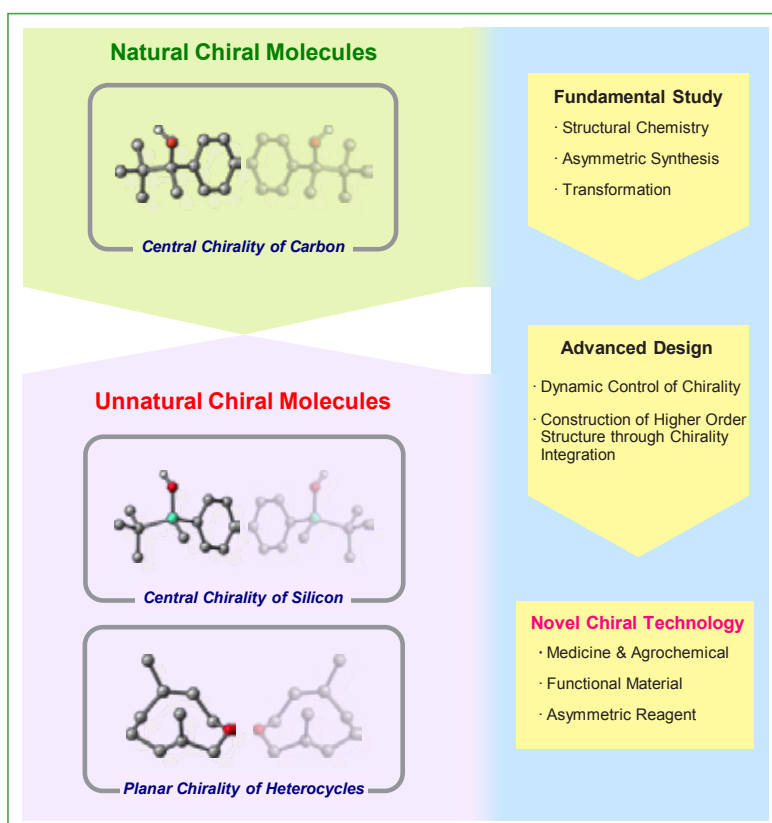 Natural Chiral Molecules
Central Chirality of Carbon
Unnatural Chiral Molecules
Central Chirality of Silicon
Planar Chirality of Heterocycles
Fundamental Study
· Structural Chemistry
· Asymmetric Synthesis
· Transformation
Advanced Design
· Dynamic Control of Chirality
· Construction of Higher Order
Structure through Chirality
Integration
Novel Chiral Technology
· Medicine & Agrochemical
· Functional Material
· Asymmetric Reagent